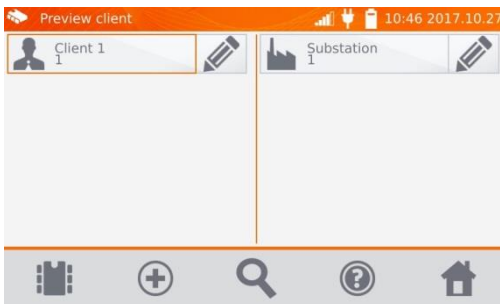 Preview client
10:46 2017.10.27
Client 1
1
Substation
1